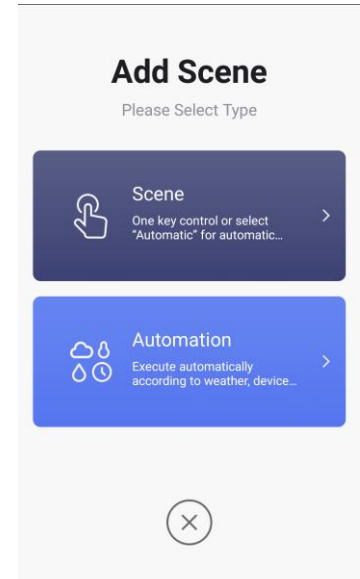 Add Scene
Please Select Type
Scene
One key control or select
“Automatic” for automatic...
Automation
Execute automatically
according to weather, device...